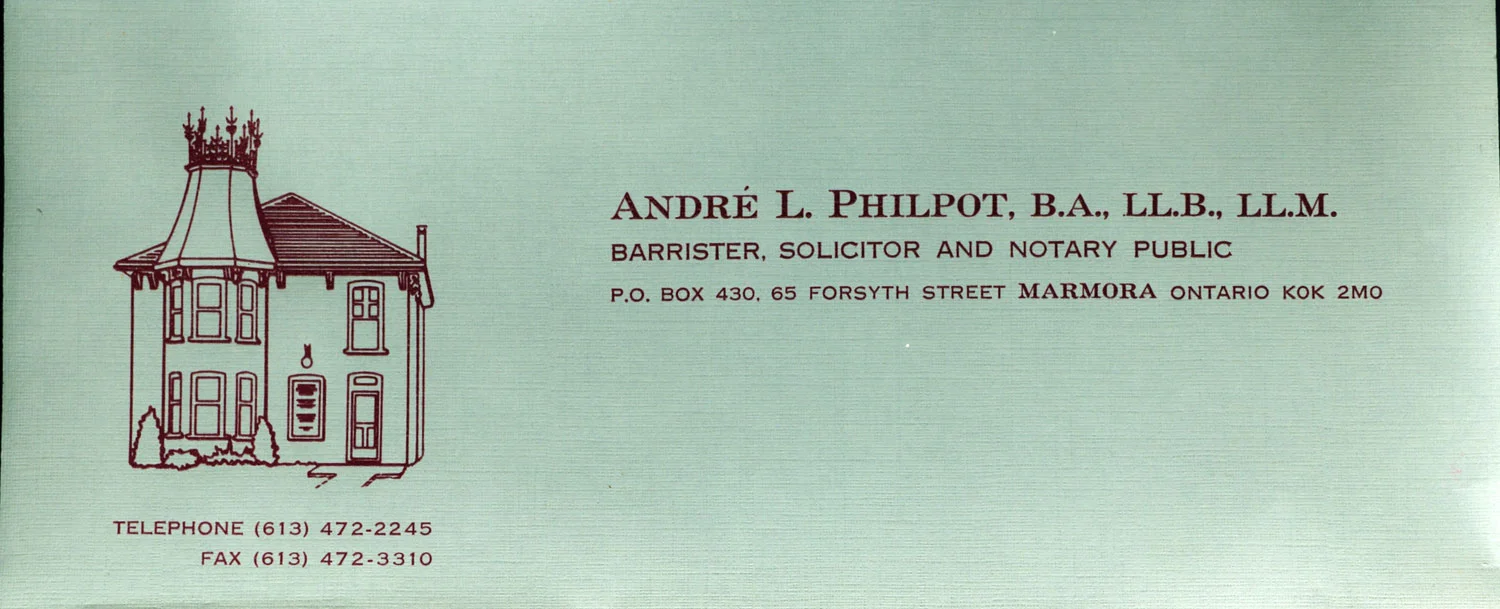 ANDRÉ L. PHILPOT, B.A., LL.B., LL.M.
BARRISTER, SOLICITOR AND NOTARY PUBLIC
P.O. BOX 430, 65 FORSYTH STREET MARMORA ONTARIO K0K 2M0
TELEPHONE (613) 472-2245
FAX (613) 472-3310